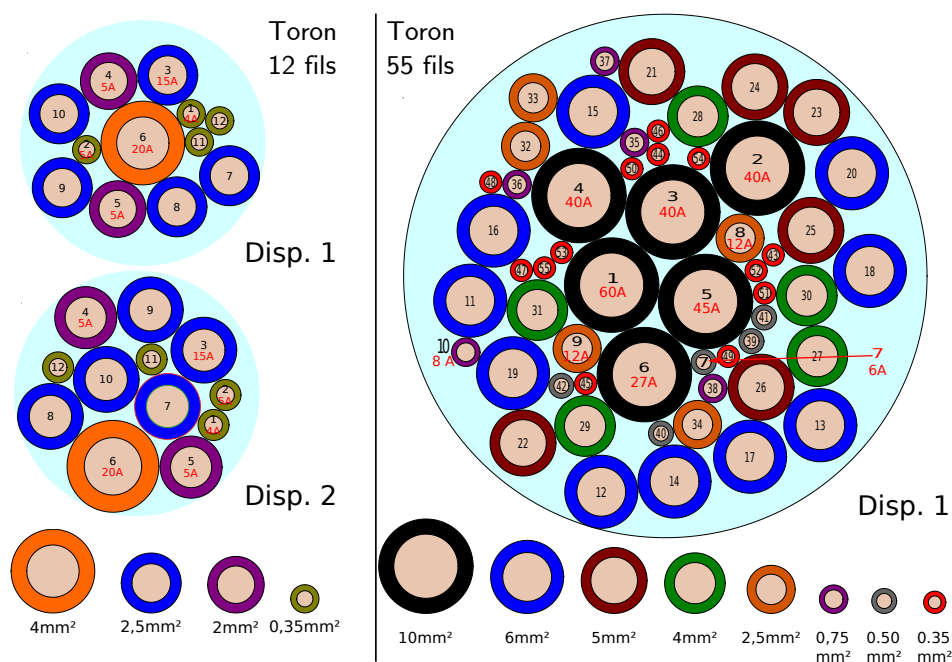 Toron
12 fils
4
5A
3
15A
10
1
4A
12
6
20A
2
5A
11
9
5
5A
8
7
Disp. 1
4
5A
9
3
15A
12
11
10
2
5A
8
7
1
4A
6
20A
5
5A
Disp. 2
4mm²
2,5mm²
2mm²
0,35mm²
Toron
55 fils
37
21
24
33
15
28
23
46
32
35
44
54
2
40A
20
50
48
36
4
40A
3
40A
16
8
12A
25
53
43
47
55
52
18
1
60A
5
45A
51
30
11
31
41
10
8 A
9
12A
39
7
49
27
7
6A
19
6
27A
42
45
38
26
22
29
40
34
13
17
12
14
Disp. 1
10mm²
6mm²
5mm²
4mm²
2,5mm²
0,75
mm²
0.50
mm²
0.35
mm²